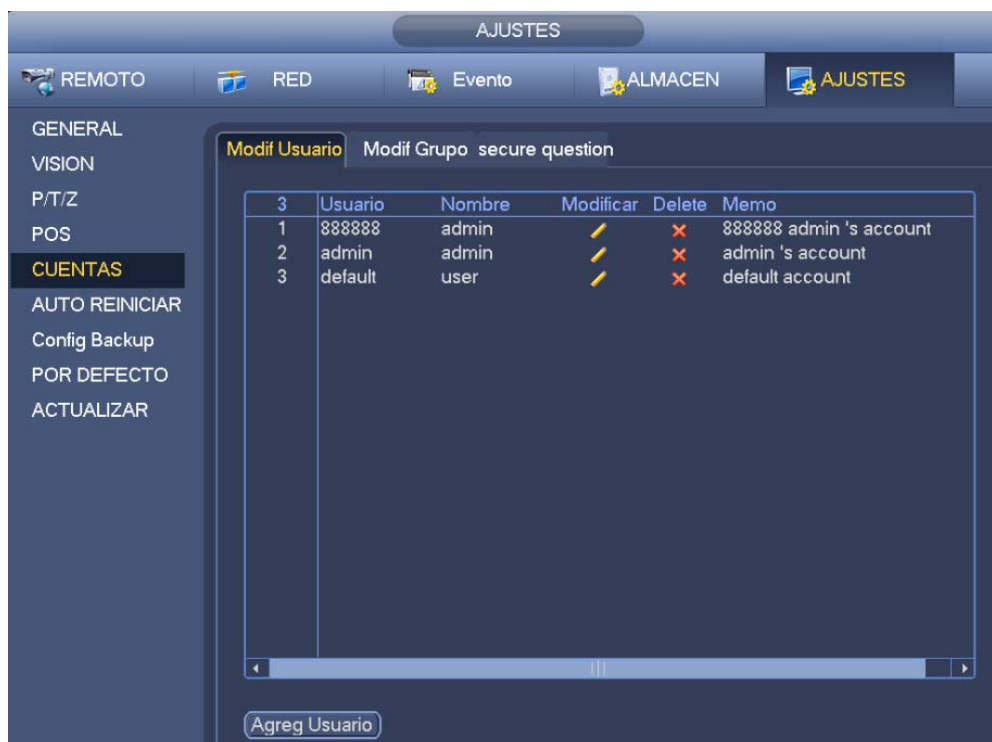 AJUSTES
REMOTO RED Evento ALMACEN AJUSTES
GENERAL
VISION
P/T/Z
POS
CUENTAS
AUTO REINICIAR
Config Backup
POR DEFECTO
ACTUALIZAR
Modif Usuario Modif Grupo secure question
3 Usuario Nombre Modificar Delete Memo
1 888888 admin 888888 admin 's account
2 admin admin admin 's account
3 default user default account
Agreg Usuario